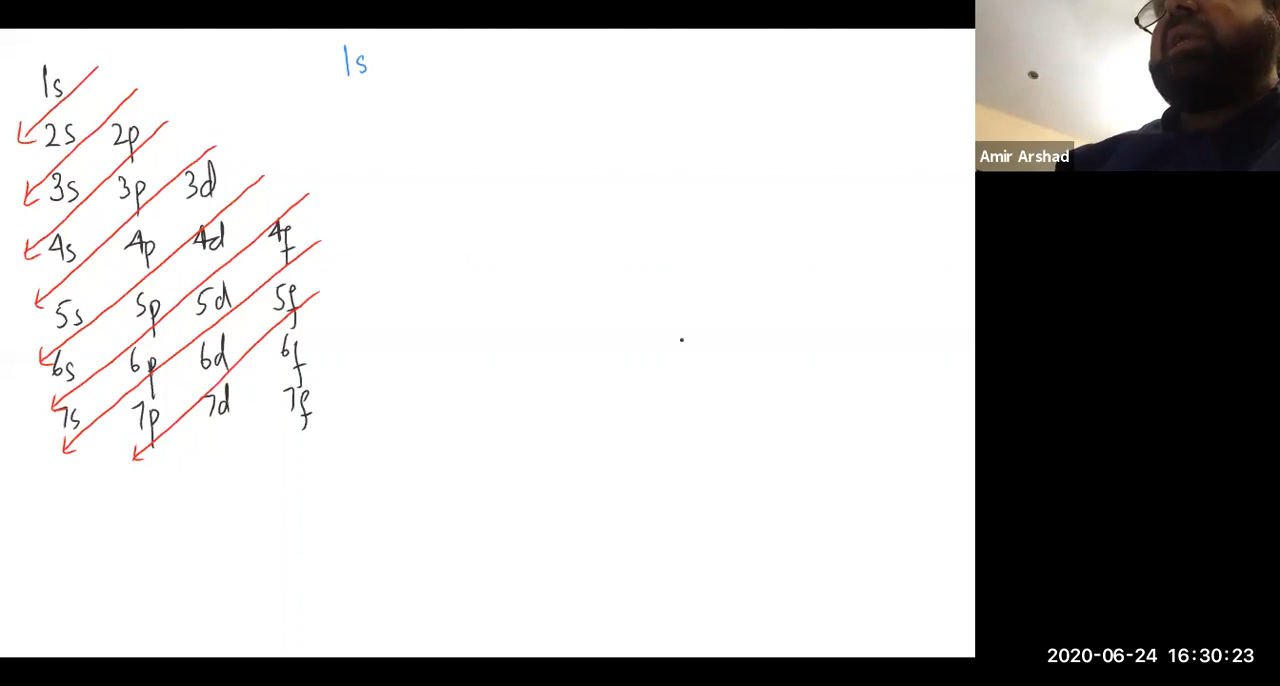 1s
1s
2s 2p
3s 3p 3d
4s 4p 4d 4f
5s 5p 5d 5f
6s 6p 6d 6f
7s 7p 7d 7f
Amir Arshad
2020-06-24 16:30:23